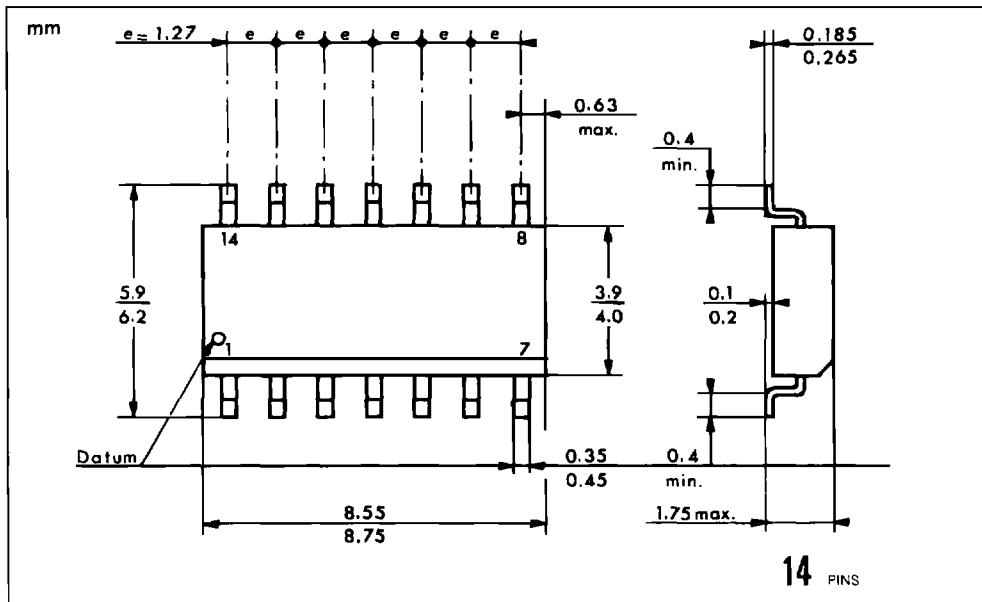 mm
e = 1.27 e e e e e
0.185
0.265
0.63
max.
0.4
min.
14 8
5.9
6.2
3.9
4.0
0.1
0.2
1 7
Datum
0.35
0.45
0.4
min.
8.55
8.75
1.75 max.
14 PINS